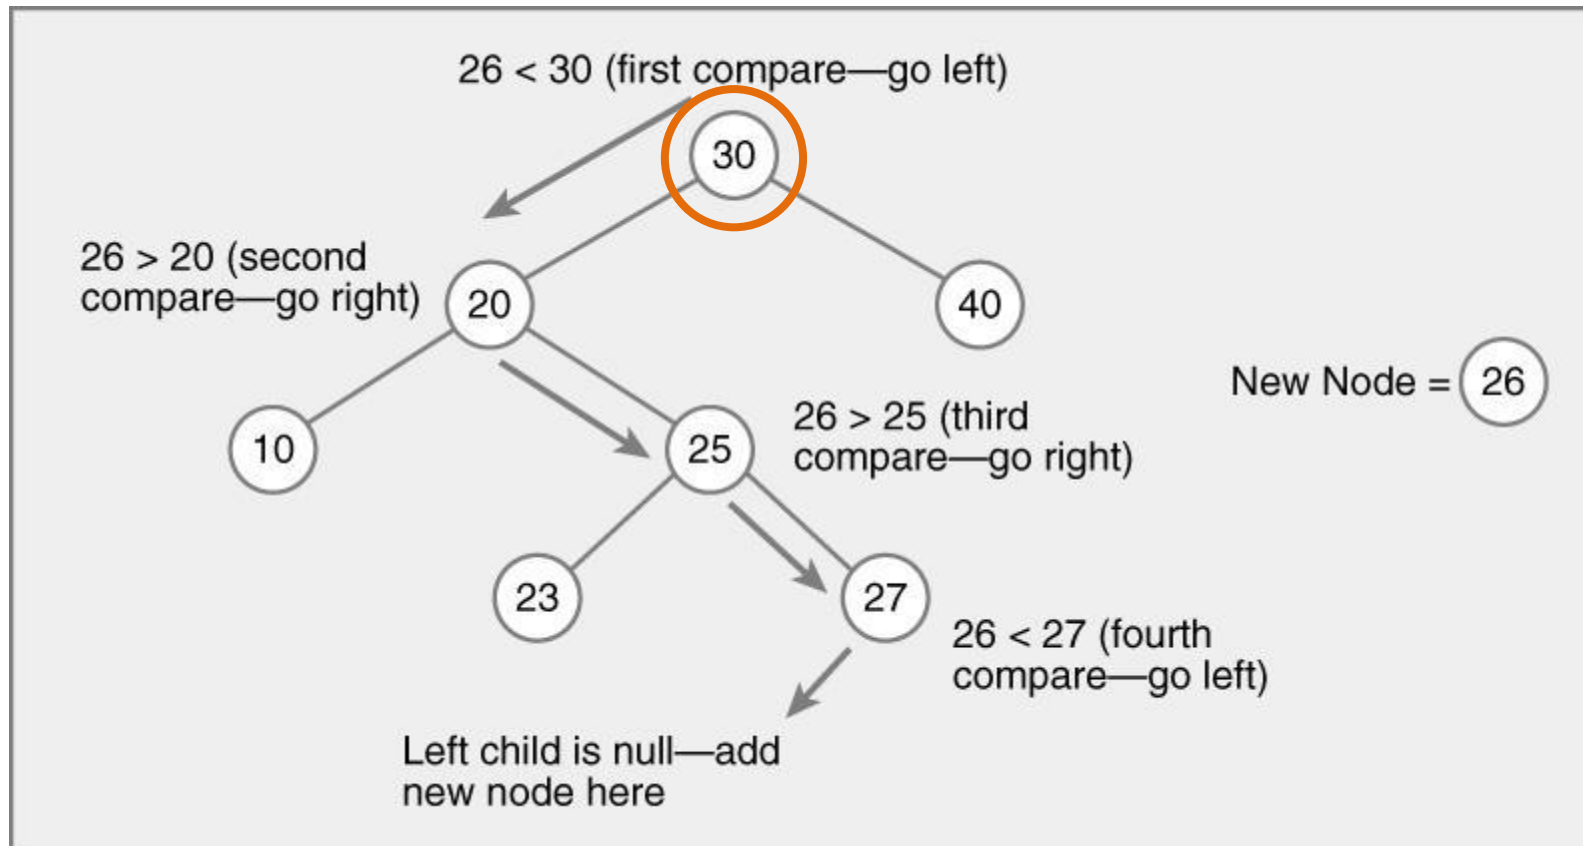 26 < 30 (first compare—go left)
30
26 > 20 (second
compare—go right)
20
40
New Node = 26
10
25
26 > 25 (third
compare—go right)
23
27
26 < 27 (fourth
compare—go left)
Left child is null—add
new node here